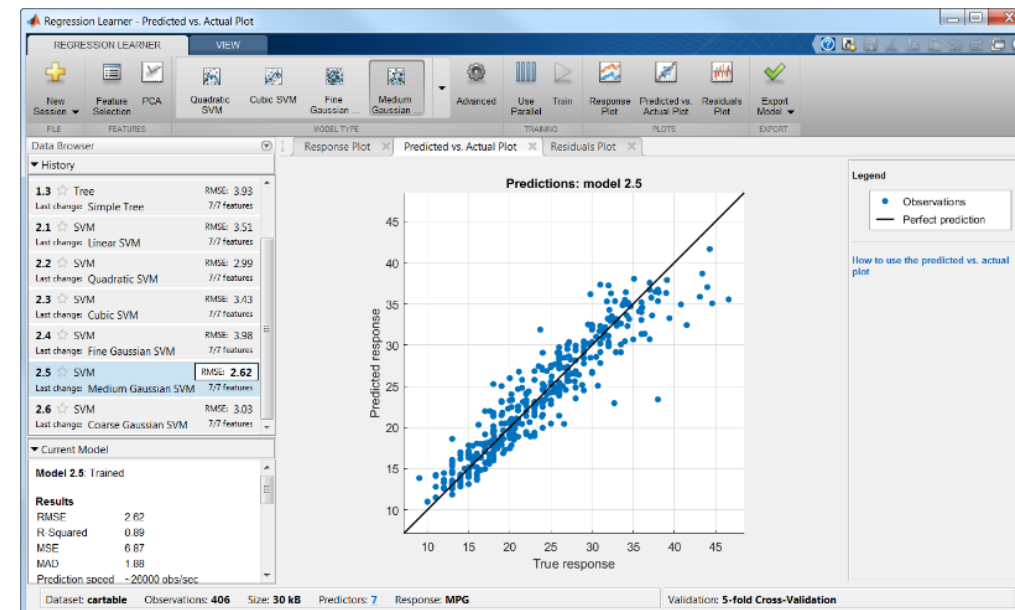 Regression Learner - Predicted vs. Actual Plot
REGRESSION LEARNER VIEW
New Session
Feature Selection
PCA
Quadratic SVM
Cubic SVM
Fine Gaussian ...
Medium Gaussian ...
Advanced
Use Parallel
Train
Response Plot
Predicted vs. Actual Plot
Residuals Plot
Export Model
FILE FEATURES MODEL TYPE TRAINING PLOTS EXPORT
Data Browser
Response Plot Predicted vs. Actual Plot Residuals Plot
History
1.3 Tree RMSE: 3.93
Last change: Simple Tree 7/7 features
2.1 SVM RMSE: 3.51
Last change: Linear SVM 7/7 features
2.2 SVM RMSE: 2.99
Last change: Quadratic SVM 7/7 features
2.3 SVM RMSE: 3.43
Last change: Cubic SVM 7/7 features
2.4 SVM RMSE: 3.98
Last change: Fine Gaussian SVM 7/7 features
2.5 SVM RMSE: 2.62
Last change: Medium Gaussian SVM 7/7 features
2.6 SVM RMSE: 3.03
Last change: Coarse Gaussian SVM 7/7 features
Current Model
Model 2.5: Trained
Results
RMSE 2.62
R-Squared 0.89
MSE 6.87
MAD 1.88
Prediction speed ~20000 obs/sec
Predictions: model 2.5
Predicted response
45
40
35
30
25
20
15
10
10 15 20 25 30 35 40 45
True response
Legend
Observations
Perfect prediction
How to use the predicted vs. actual
plot
Dataset: cartable Observations: 406 Size: 30 kB Predictors: 7 Response: MPG Validation: 5-fold Cross-Validation